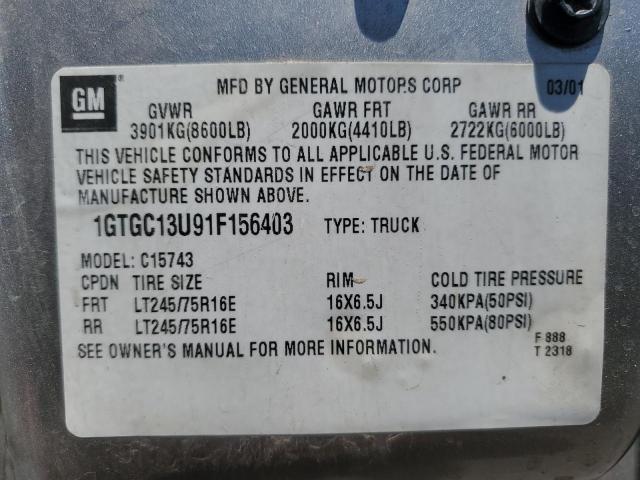 GM
MFD BY GENERAL MOTORS CORP 03/01
GVWR GAWR FRT GAWR RR
3901KG(8600LB) 2000KG(4410LB) 2722KG(6000LB)
THIS VEHICLE CONFORMS TO ALL APPLICABLE U.S. FEDERAL MOTOR
VEHICLE SAFETY STANDARDS IN EFFECT ON THE DATE OF
MANUFACTURE SHOWN ABOVE.
1GTGC13U91F156403 TYPE: TRUCK
MODEL: C15743
CPDN TIRE SIZE RIM COLD TIRE PRESSURE
FRT LT245/75R16E 16X6.5J 340KPA(50PSI)
RR LT245/75R16E 16X6.5J 550KPA(80PSI)
SEE OWNER'S MANUAL FOR MORE INFORMATION.
F 888
T 2318